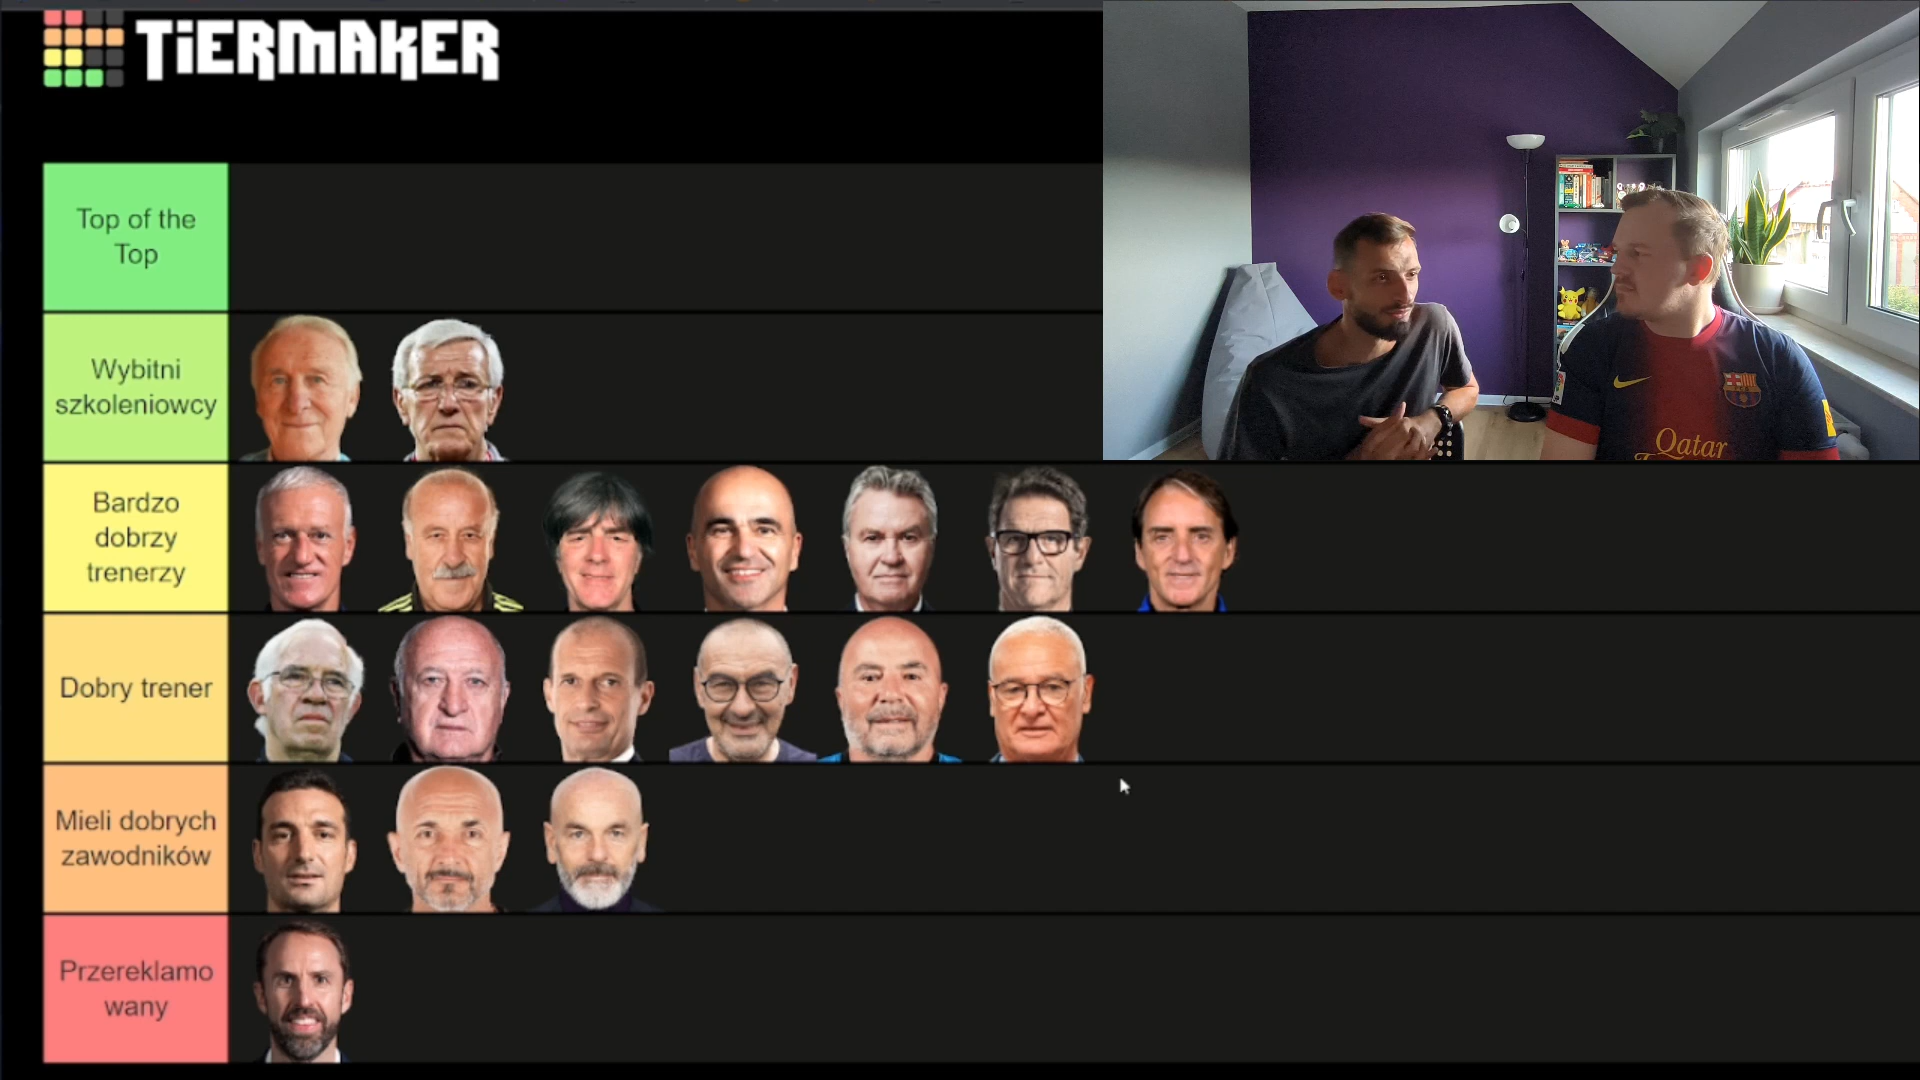 TiERMAKER
Top of the
Top
Wybitni
szkoleniowcy
Bardzo
dobrzy
trenerzy
Dobry trener
Mieli dobrych
zawodników
Przereklamo
wany
Qatar